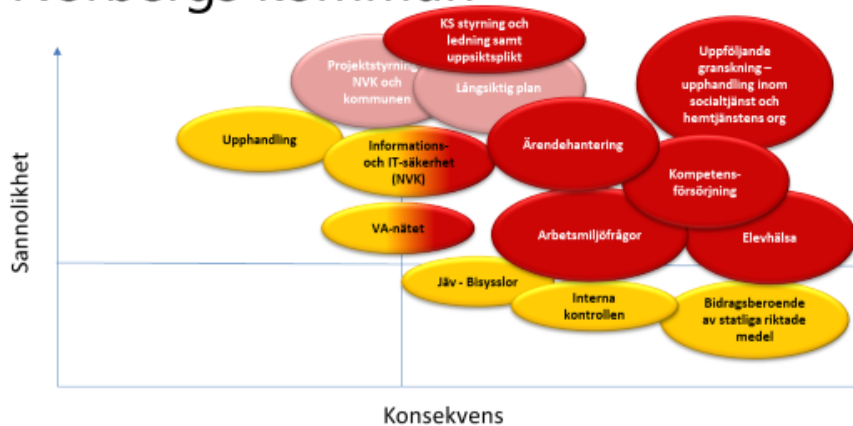 Norbergs kommun
KS styrning och
ledning samt
uppsiktsplikt
Projektstyrning
NVK och
kommunen
Långsiktig plan
Uppföljande
granskning –
upphandling inom
socialtjänst och
hemtjänstens org
Upphandling
Informations-
och IT-säkerhet
(NVK)
Ärendehantering
Kompetens-
försörjning
VA-nätet
Arbetsmiljöfrågor
Elevhälsa
Jäv - Bisysslor
Interna
kontrollen
Bidragsberoende
av statliga riktade
medel
Sannolikhet
Konsekvens